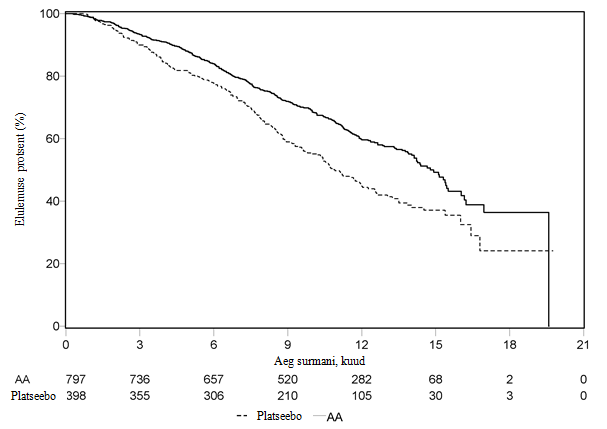 Elulemuse protsent (%)
100
80
60
40
20
0
0 3 6 9 12 15 18 21
Aeg surmani, kuud
AA 797 736 657 520 282 68 2 0
Platseebo 398 355 306 210 105 30 3 0
Platseebo AA